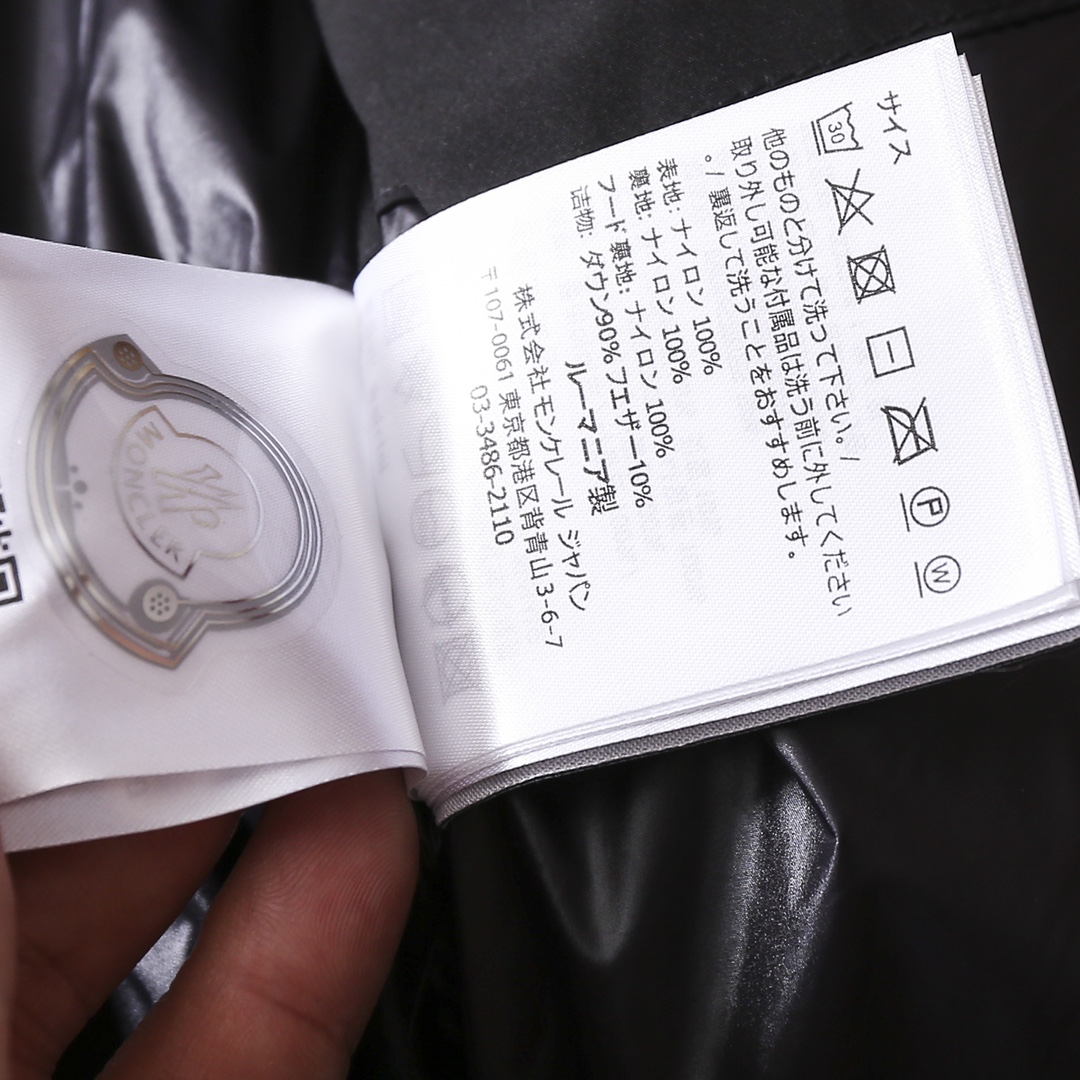 サイス
30
P
W
他のものと分けて洗って下さい。/
取り外し可能な付属品は洗う前に外してください
。/ 裏返して洗うことをおすすめします。
表地: ナイロン 100%
裏地: ナイロン 100%
フード 裏地: ナイロン 100%
诘物: ダウン90% フエザー10%
ルーマニア製
株式会社モンケレール ジャパン
〒107-0061 東京都港区背青山3-6-7
03-3486-2110
MONCLER